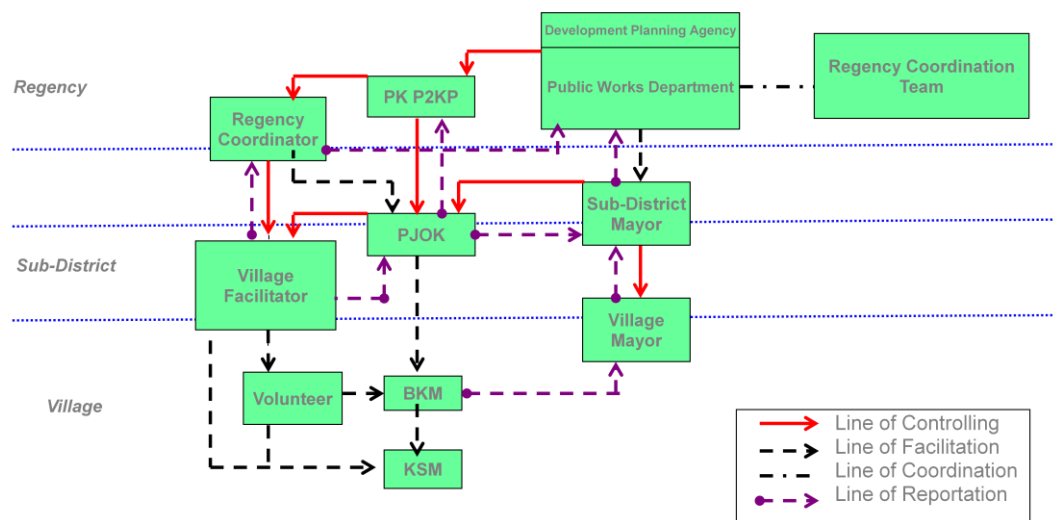 Development Planning Agency
Public Works Department
Regency Coordination
Team
Regency
PK P2KP
Regency
Coordinator
Sub-District
Mayor
PJOK
Sub-District
Village
Facilitator
Village
Mayor
Village
Volunteer
BKM
KSM
Line of Controlling
Line of Facilitation
Line of Coordination
Line of Reportation